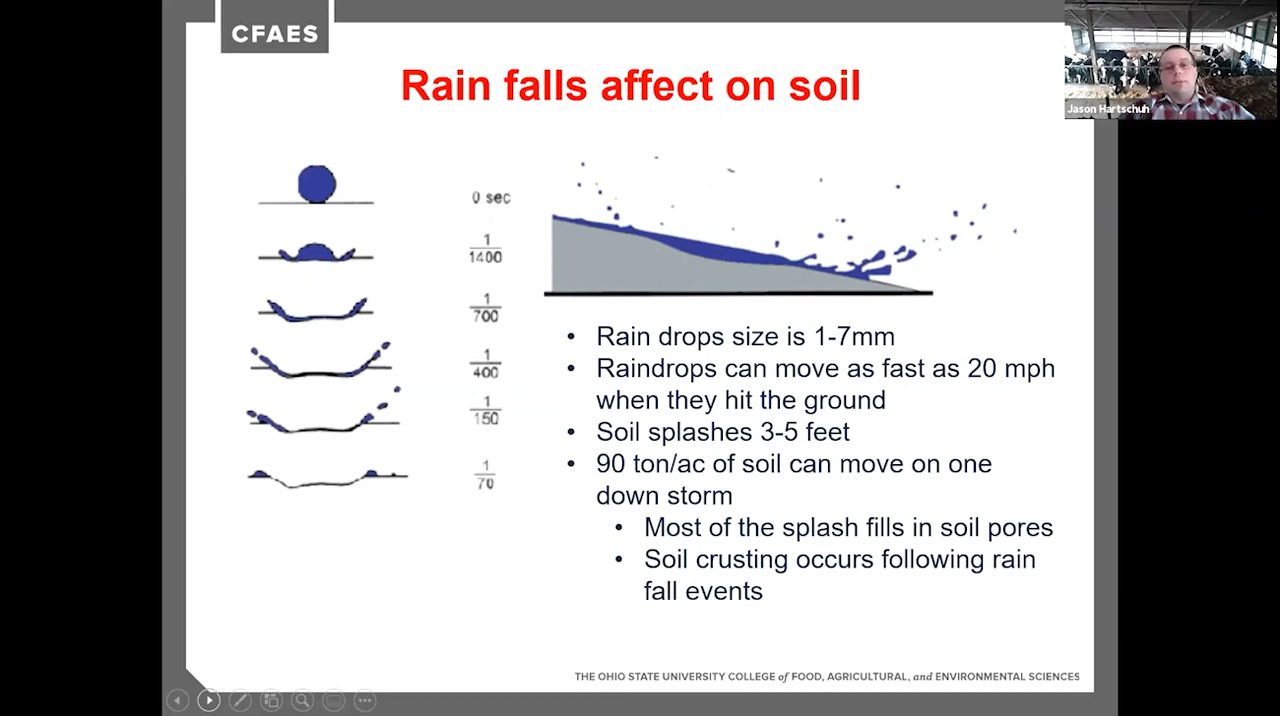 CFAES
Rain falls affect on soil
Jason Hartschuh
0 sec
1
1400
1
700
1
400
1
150
1
70
• Rain drops size is 1-7mm
• Raindrops can move as fast as 20 mph
when they hit the ground
• Soil splashes 3-5 feet
• 90 ton/ac of soil can move on one
down storm
• Most of the splash fills in soil pores
• Soil crusting occurs following rain
fall events
THE OHIO STATE UNIVERSITY COLLEGE of FOOD, AGRICULTURAL, and ENVIRONMENTAL SCIENCES